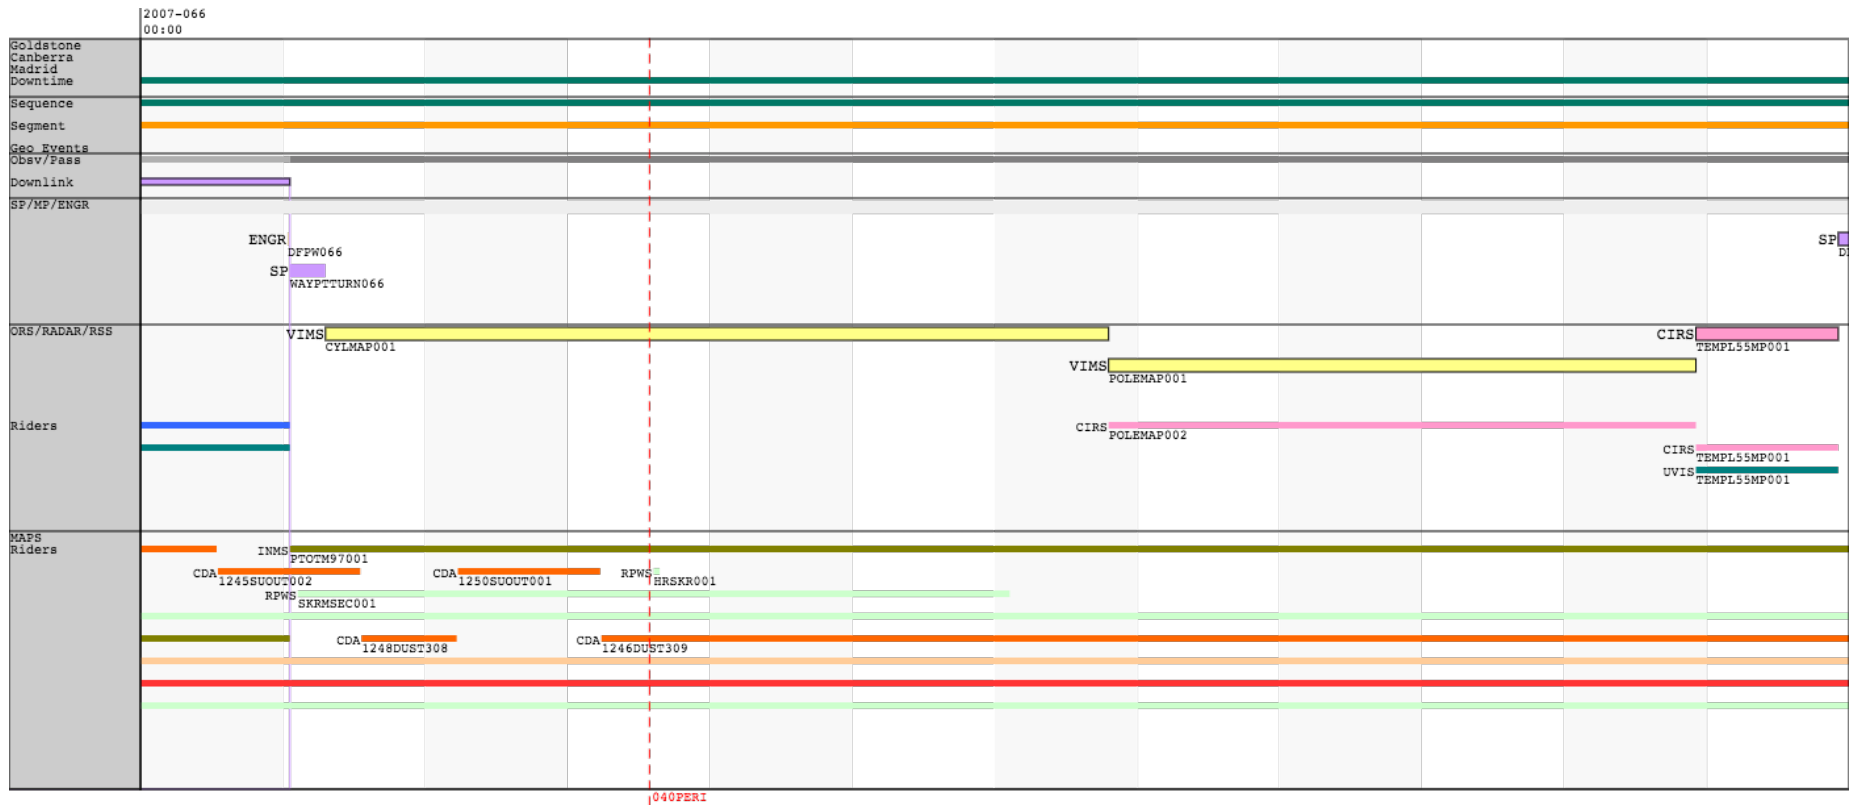 2007-066
00:00
Goldstone
Canberra
Madrid
Downtime
Sequence
Segment
Geo Events
Obsv/Pass
Downlink
SP/MP/ENGR
ENGR
DFPW066
SP
WAYPTTURN066
SP
ORS/RADAR/RSS
VIMS
CYLMAP001
CIRS
TEMPL55MP001
VIMS
POLEMAP001
Riders
CIRS
POLEMAP002
CIRS
TEMPL55MP001
UVIS
TEMPL55MP001
MAPS
Riders
INMS
PTOTM97001
CDA
1245SUOUT002
CDA
1250SUOUT001
RPWS
HRSKR001
RPWS
SKRMSEC001
CDA
1248DUST308
CDA
1246DUST309
040PERI